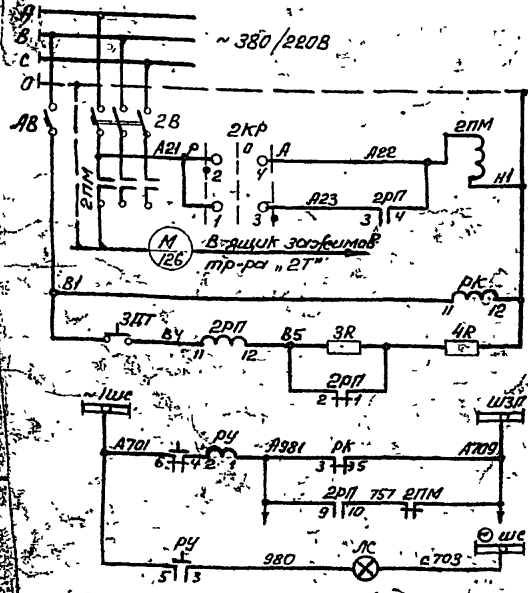 A
B
~380/220В
C
0
АВ
2В
2КР
2ПМ
А21
Р
0
А
А22
2
4
Н1
2ПМ
А23
2РП
1
3
3
4
М
126
В-ящик зажимов
тр-ра „2Т"
В1
РК
11
12
ЗДТ
В4
2РП
В5
3R
4R
11
12
2РП
2
1
~1ШС
ШЗП
А701
РУ
А981
РК
А709
6
4
2
1
3
5
2РП
757
2ПМ
9
10
РУ
980
ЛС
с703
ШС
5
3